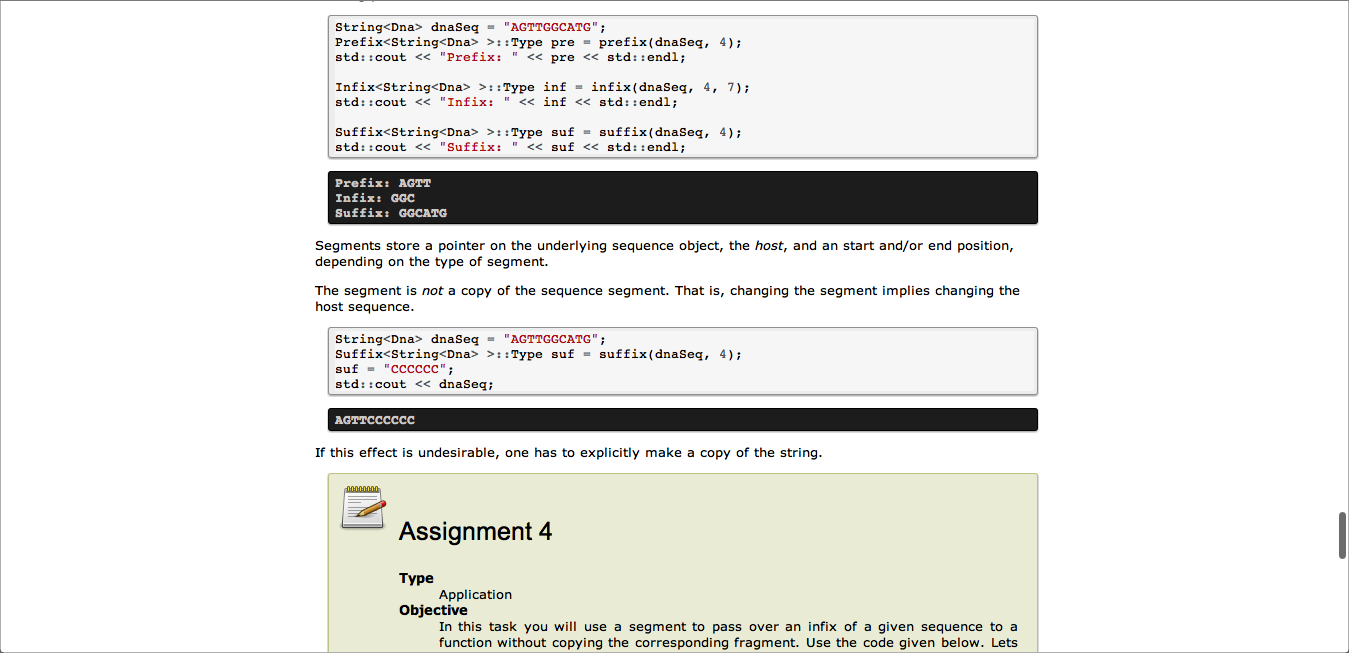 String<Dna> dnaSeq = "AGTTGGCATG";
Prefix<String<Dna> >::Type pre = prefix(dnaSeq, 4);
std::cout << "Prefix: " << pre << std::endl;
Infix<String<Dna> >::Type inf = infix(dnaSeq, 4, 7);
std::cout << "Infix: " << inf << std::endl;
Suffix<String<Dna> >::Type suf = suffix(dnaSeq, 4);
std::cout << "Suffix: " << suf << std::endl;
Prefix: AGTT
Infix: GGC
Suffix: GGCATG
Segments store a pointer on the underlying sequence object, the host, and an start and/or end position,
depending on the type of segment.
The segment is not a copy of the sequence segment. That is, changing the segment implies changing the
host sequence.
String<Dna> dnaSeq = "AGTTGGCATG";
Suffix<String<Dna> >::Type suf = suffix(dnaSeq, 4);
suf = "CCCCCC";
std::cout << dnaSeq;
AGTTCCCCCC
If this effect is undesirable, one has to explicitly make a copy of the string.
Assignment 4
Type
Application
Objective
In this task you will use a segment to pass over an infix of a given sequence to a
function without copying the corresponding fragment. Use the code given below. Lets